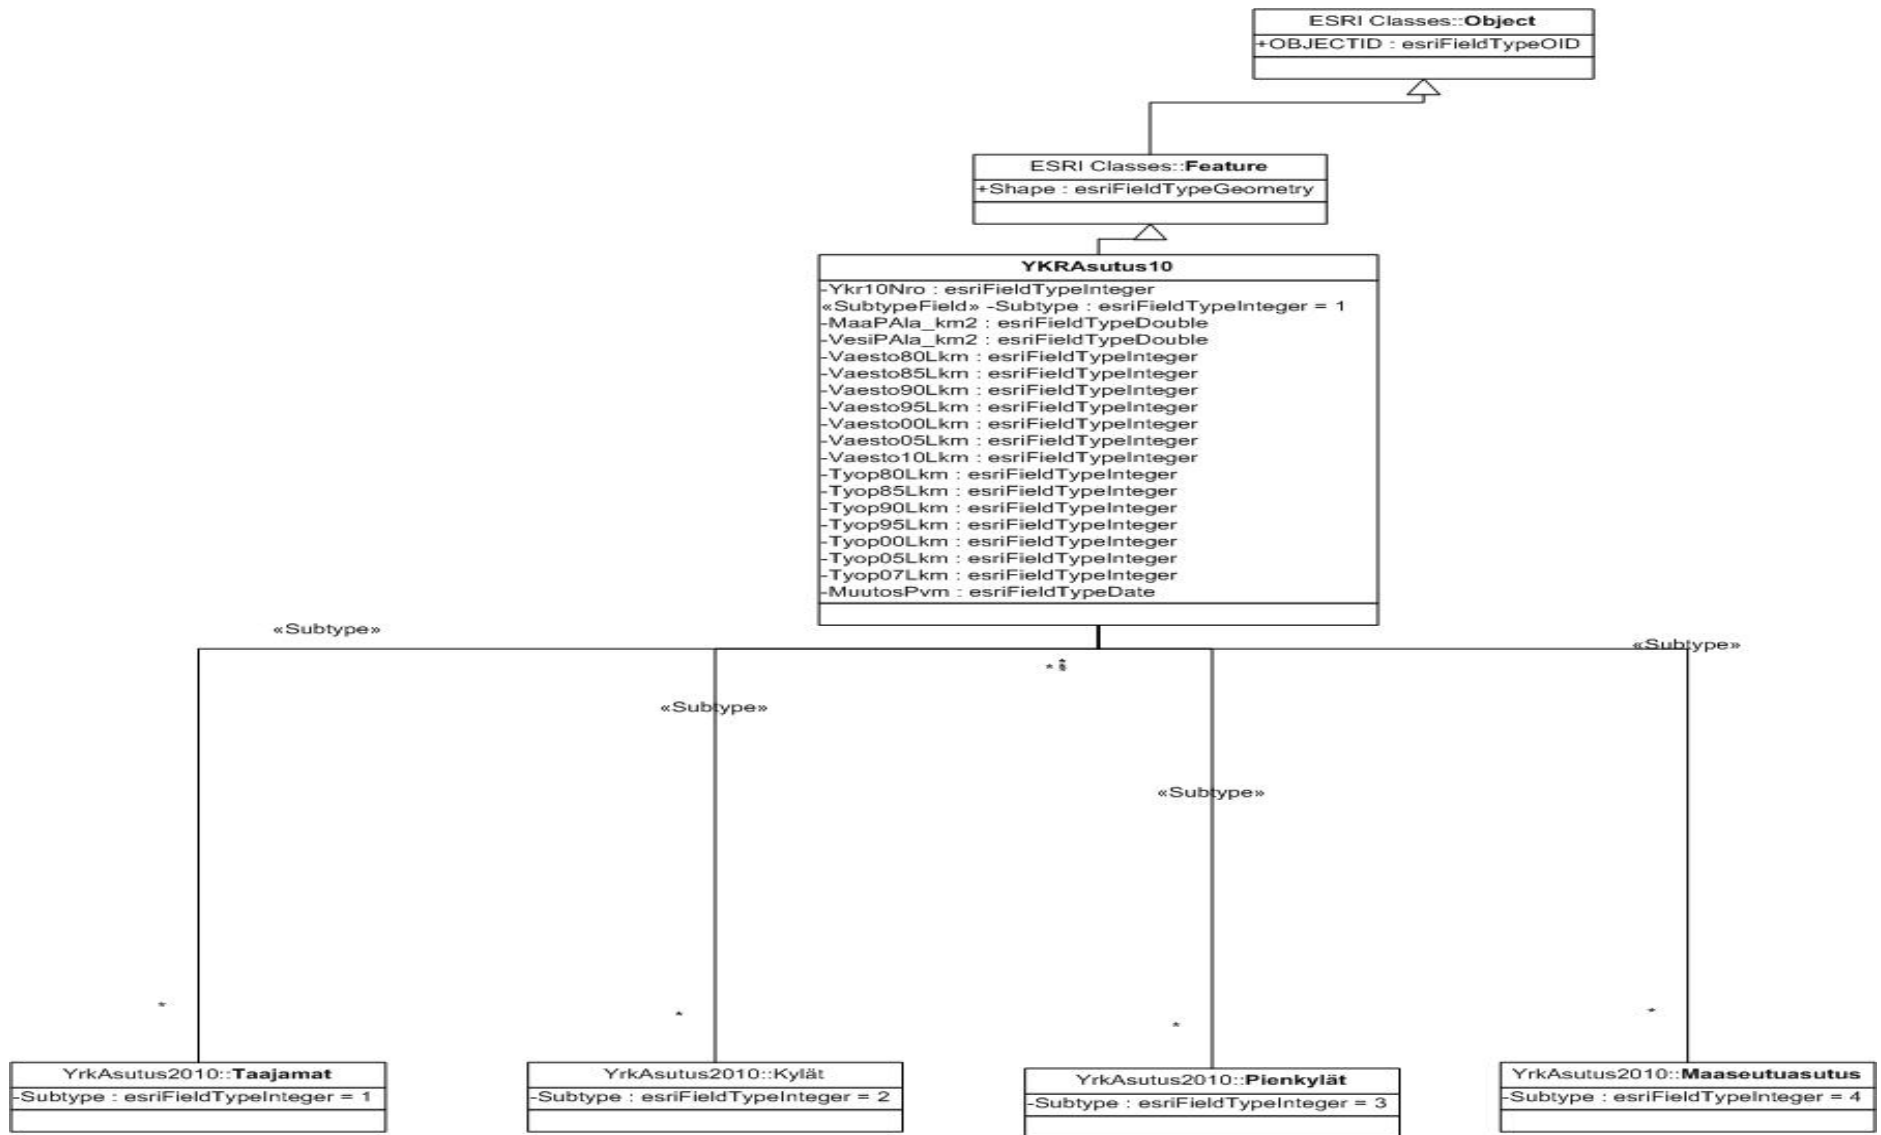 ESRI Classes::Object
+OBJECTID : esriFieldTypeOID
ESRI Classes::Feature
+Shape : esriFieldTypeGeometry
YKRAsutus10
-Ykr10Nro : esriFieldTypeInteger
«SubtypeField» -Subtype : esriFieldTypeInteger = 1
-MaaPAla_km2 : esriFieldTypeDouble
-VesiPAla_km2 : esriFieldTypeDouble
-Vaesto80Lkm : esriFieldTypeInteger
-Vaesto85Lkm : esriFieldTypeInteger
-Vaesto90Lkm : esriFieldTypeInteger
-Vaesto95Lkm : esriFieldTypeInteger
-Vaesto00Lkm : esriFieldTypeInteger
-Vaesto05Lkm : esriFieldTypeInteger
-Vaesto10Lkm : esriFieldTypeInteger
-Tyop80Lkm : esriFieldTypeInteger
-Tyop85Lkm : esriFieldTypeInteger
-Tyop90Lkm : esriFieldTypeInteger
-Tyop95Lkm : esriFieldTypeInteger
-Tyop00Lkm : esriFieldTypeInteger
-Tyop05Lkm : esriFieldTypeInteger
-Tyop07Lkm : esriFieldTypeInteger
-MuutosPvm : esriFieldTypeDate
«Subtype»
«Subtype»
*
«Subtype»
«Subtype»
*
*
*
*
YrkAsutus2010::Taajamat
-Subtype : esriFieldTypeInteger = 1
YrkAsutus2010::Kylät
-Subtype : esriFieldTypeInteger = 2
YrkAsutus2010::Pienkylät
-Subtype : esriFieldTypeInteger = 3
YrkAsutus2010::Maaseutuasutus
-Subtype : esriFieldTypeInteger = 4